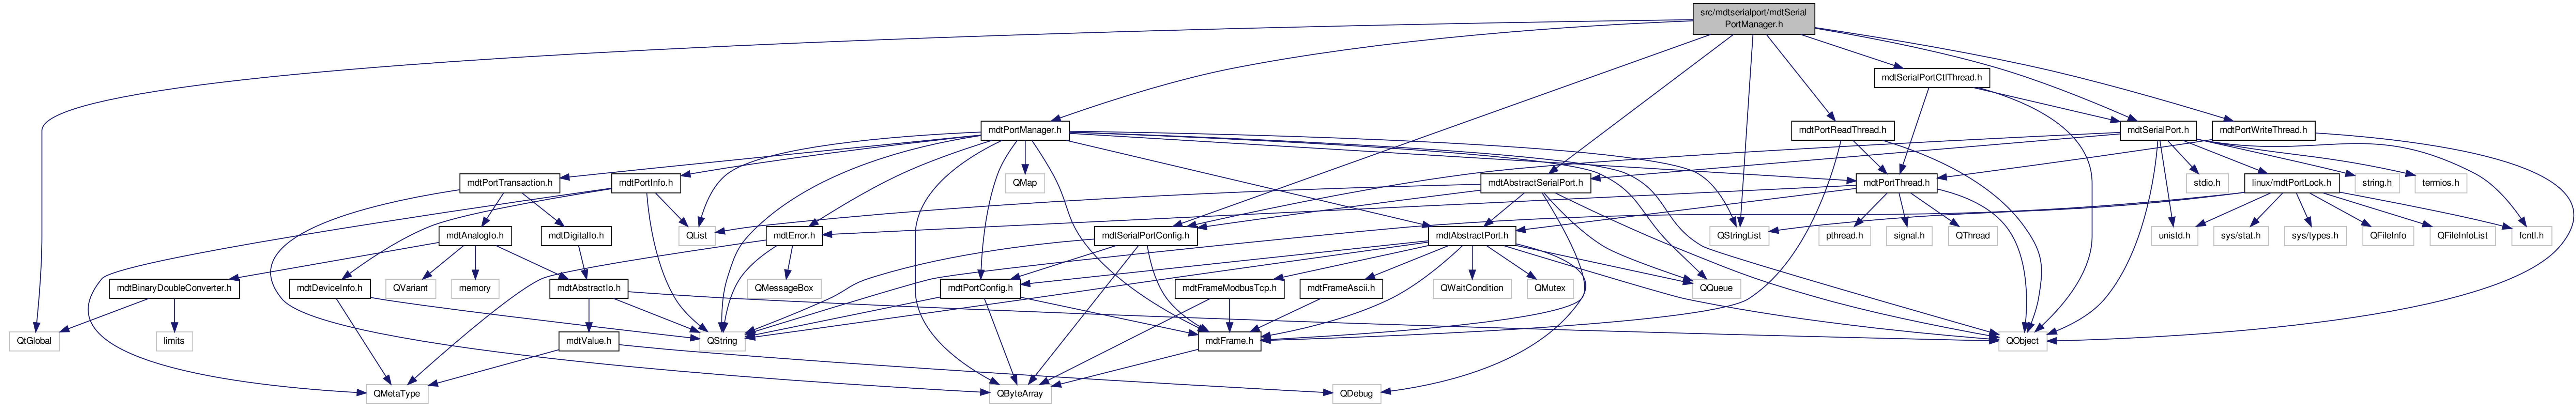 src/mdtserialport/mdtSerial
PortManager.h
mdtSerialPortCtlThread.h
mdtPortManager.h
mdtPortReadThread.h
mdtSerialPort.h
mdtPortWriteThread.h
mdtPortTransaction.h
mdtPortInfo.h
QMap
mdtAbstractSerialPort.h
mdtPortThread.h
stdio.h
linux/mdtPortLock.h
string.h
termios.h
mdtAnalogIo.h
mdtDigitalIo.h
QList
mdtError.h
mdtSerialPortConfig.h
mdtAbstractPort.h
QStringList
pthread.h
signal.h
QThread
unistd.h
sys/stat.h
sys/types.h
QFileInfo
QFileInfoList
fcntl.h
mdtBinaryDoubleConverter.h
mdtDeviceInfo.h
QVariant
memory
mdtAbstractIo.h
QMessageBox
mdtPortConfig.h
mdtFrameModbusTcp.h
mdtFrameAscii.h
QWaitCondition
QMutex
QQueue
QtGlobal
limits
mdtValue.h
QString
mdtFrame.h
QObject
QMetaType
QByteArray
QDebug